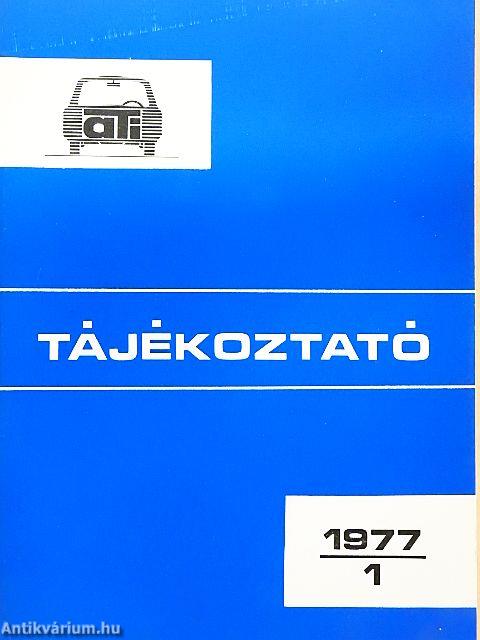 aTi
TÁJÉKOZTATÓ
1977
1
Antikvárium.hu